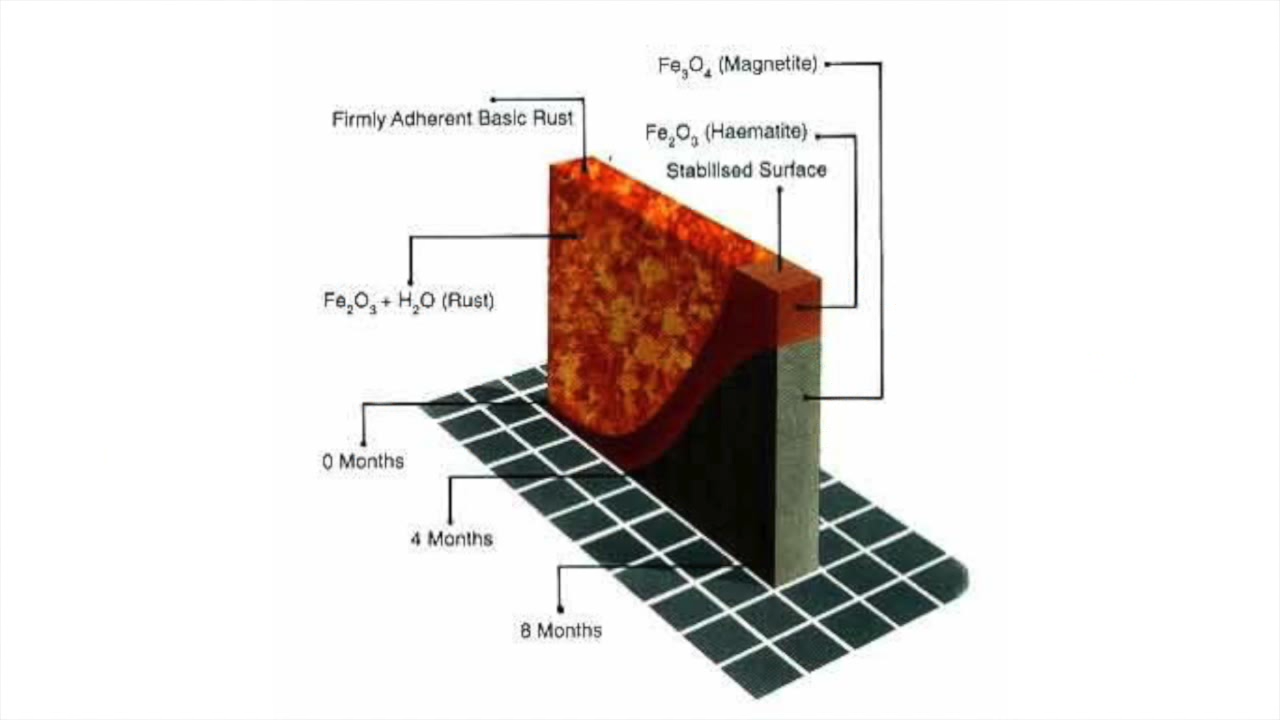 Fe₃O₄ (Magnetite)
Firmly Adherent Basic Rust
Fe₂O₃ (Haematite)
Stabilised Surface
Fe₂O₃ + H₂O (Rust)
0 Months
4 Months
8 Months